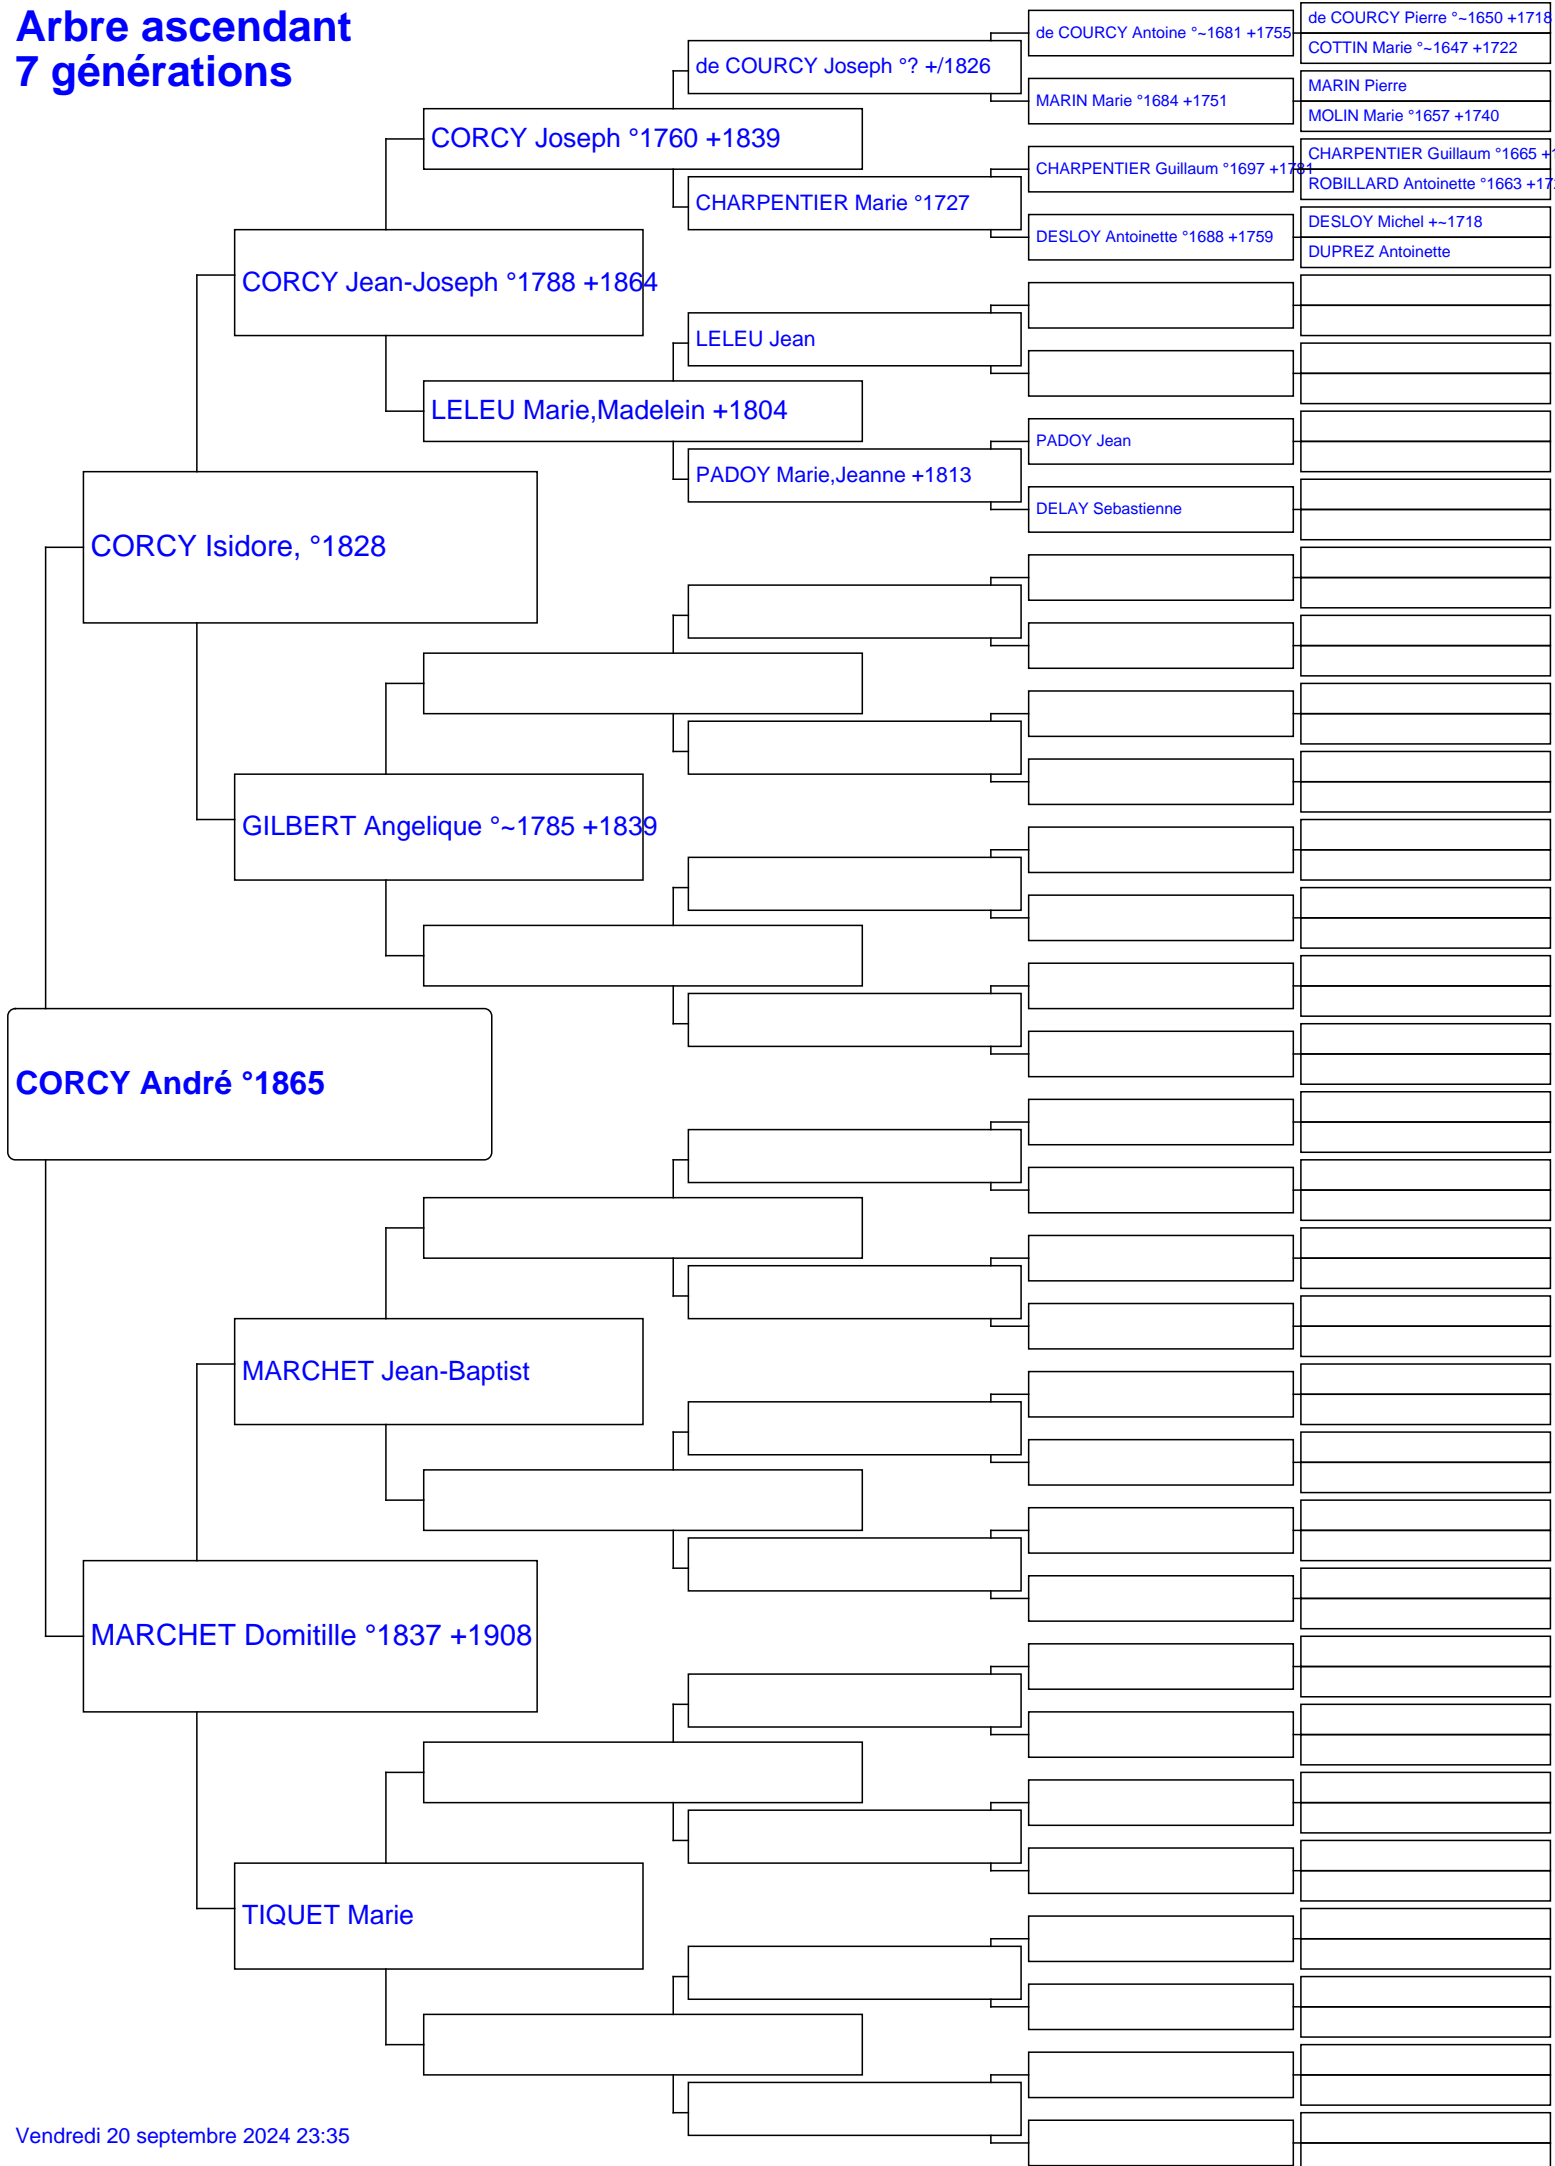 Arbre ascendant
7 générations
de COURCY Pierre °~1650 +1718
de COURCY Antoine °~1681 +1755
COTTIN Marie °~1647 +1722
de COURCY Joseph °? +/1826
MARIN Pierre
MARIN Marie °1684 +1751
MOLIN Marie °1657 +1740
CORCY Joseph °1760 +1839
CHARPENTIER Guillaum °1665 +1
CHARPENTIER Guillaum °1697 +1781
ROBILLARD Antoinette °1663 +17
CHARPENTIER Marie °1727
DESLOY Michel +~1718
DESLOY Antoinette °1688 +1759
DUPREZ Antoinette
CORCY Jean-Joseph °1788 +1864
LELEU Jean
LELEU Marie,Madelein +1804
PADOY Jean
PADOY Marie,Jeanne +1813
DELAY Sebastienne
CORCY Isidore, °1828
GILBERT Angelique °~1785 +1839
CORCY André °1865
MARCHET Jean-Baptist
MARCHET Domitille °1837 +1908
TIQUET Marie
Vendredi 20 septembre 2024 23:35